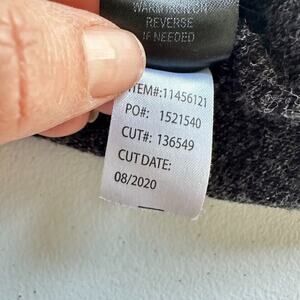 WARM IRON ON
REVERSE
IF NEEDED
ITEM#:11456121
PO#: 1521540
CUT#: 136549
CUT DATE:
08/2020